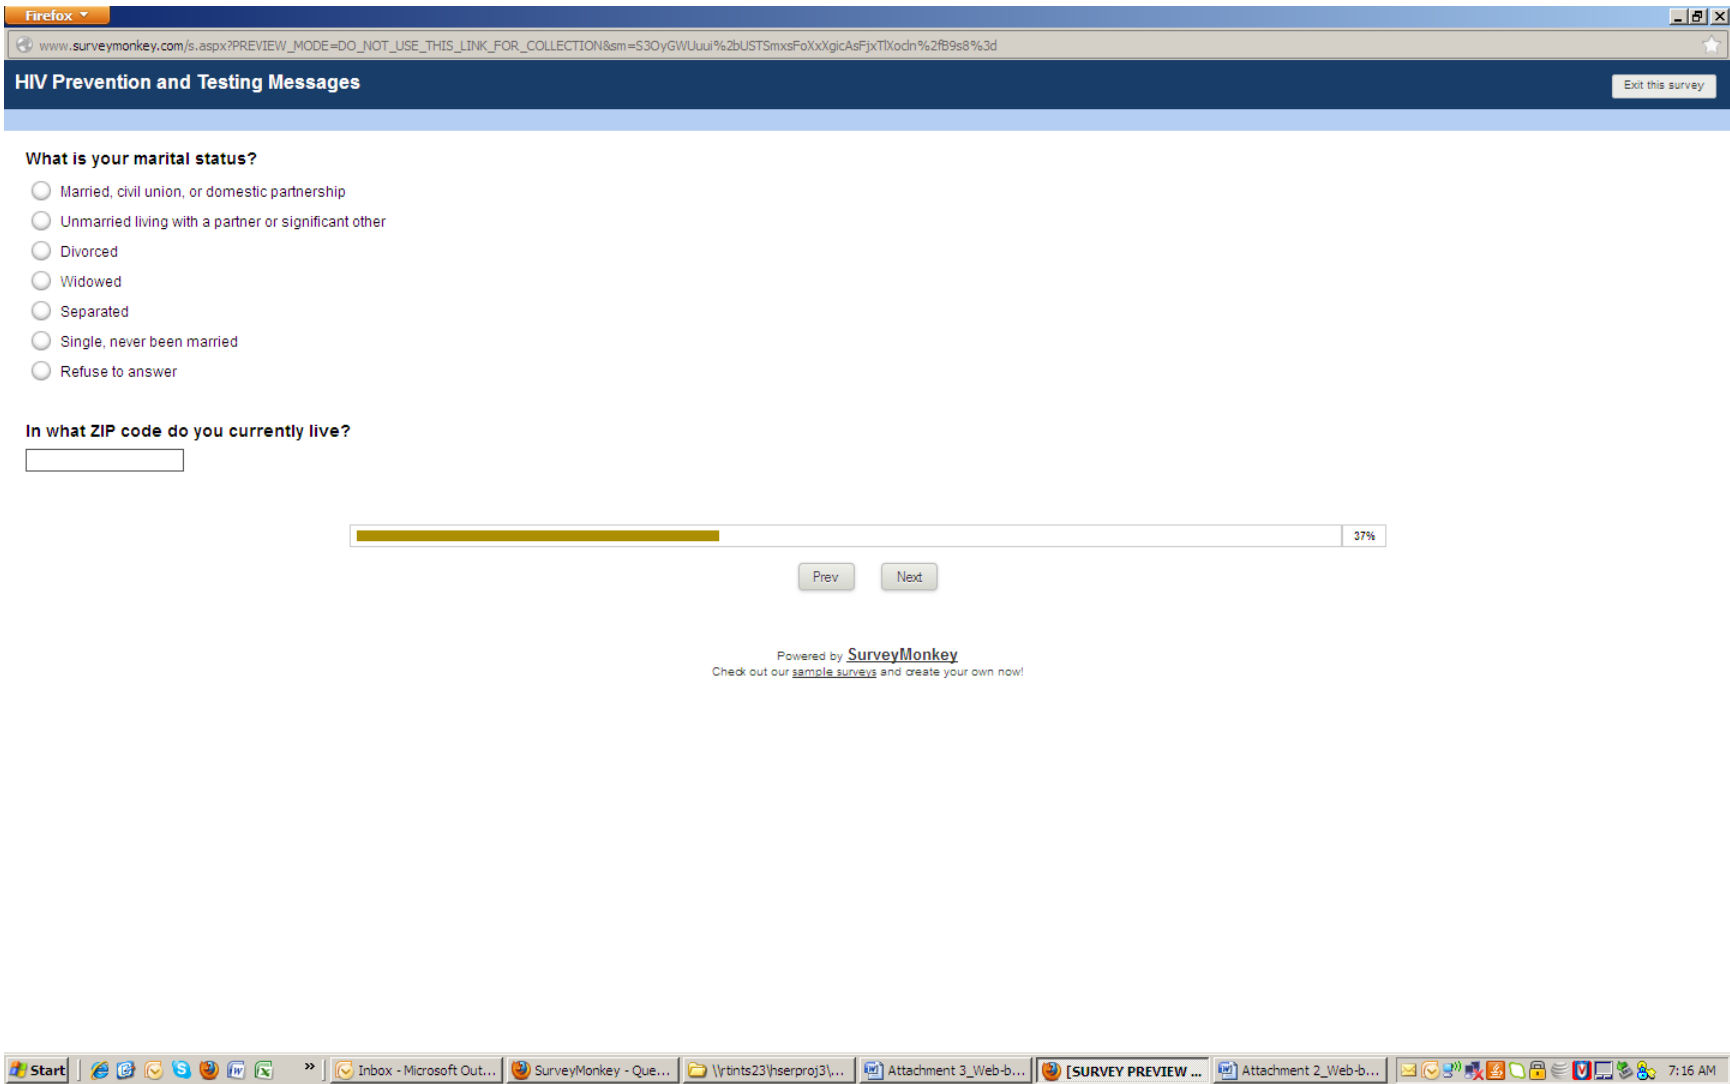 Firefox
www.surveymonkey.com/s.aspx?PREVIEW_MODE=DO_NOT_USE_THIS_LINK_FOR_COLLECTION&sm=S3OyGWUuui%2bUSTSmxsFoXxXgicAsFjxTlXocln%2fB9s8%3d
HIV Prevention and Testing Messages
Exit this survey
What is your marital status?
Married, civil union, or domestic partnership
Unmarried living with a partner or significant other
Divorced
Widowed
Separated
Single, never been married
Refuse to answer
In what ZIP code do you currently live?
37%
Prev Next
Powered by SurveyMonkey
Check out our sample surveys and create your own now!
Start » Inbox - Microsoft Out... SurveyMonkey - Que... \\rtints23\hserproj3\... Attachment 3_Web-b... [SURVEY PREVIEW ... Attachment 2_Web-b... 7:16 AM